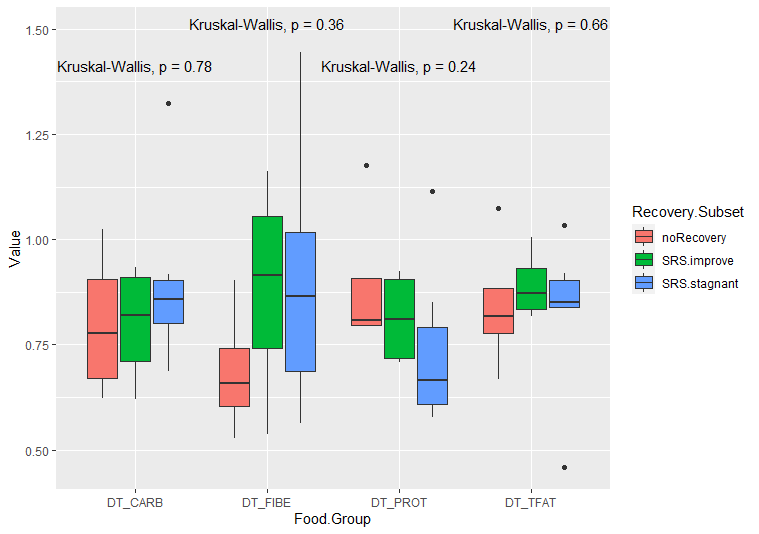 Kruskal-Wallis, p = 0.36
Kruskal-Wallis, p = 0.66
Kruskal-Wallis, p = 0.78
Kruskal-Wallis, p = 0.24
1.50
1.25
1.00
0.75
0.50
Value
DT_CARB
DT_FIBE
DT_PROT
DT_TFAT
Food.Group
Recovery.Subset
noRecovery
SRS.improve
SRS.stagnant